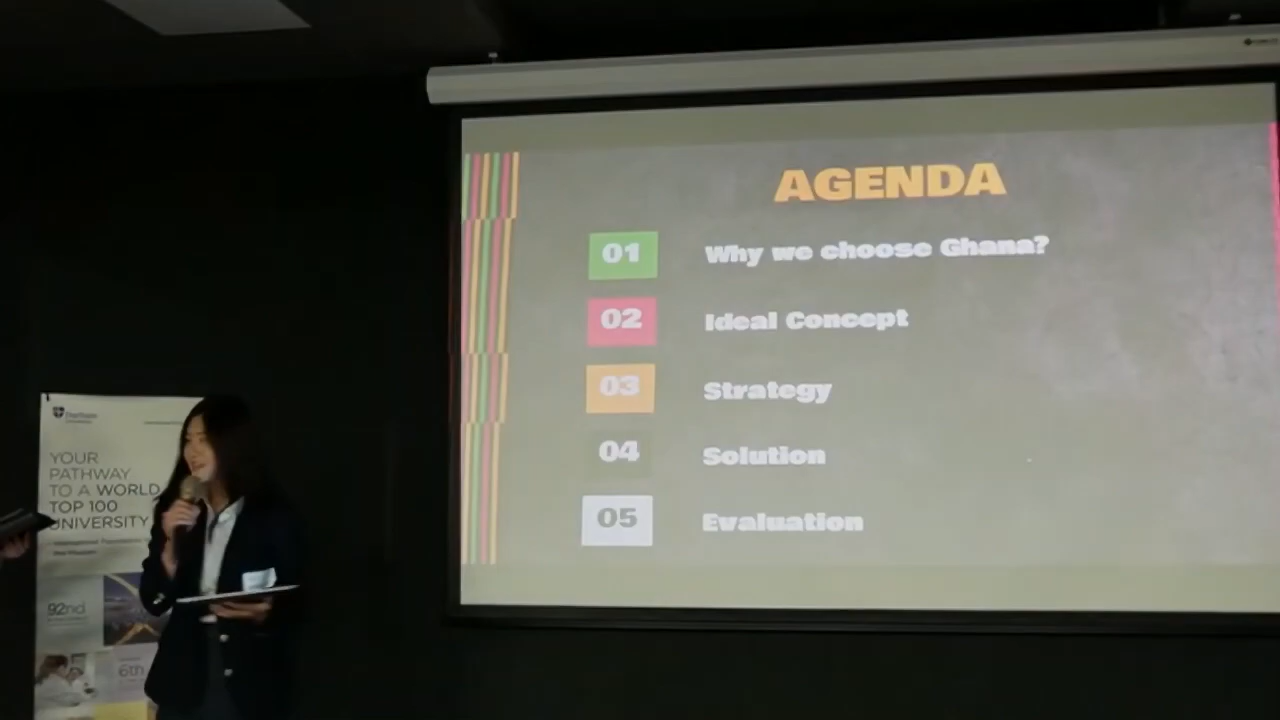 AGENDA
01 Why we choose Ghana?
02 Ideal Concept
03 Strategy
04 Solution
05 Evaluation
Durham
YOUR
PATHWAY
TO A WORLD
TOP 100
UNIVERSITY
92nd
6th